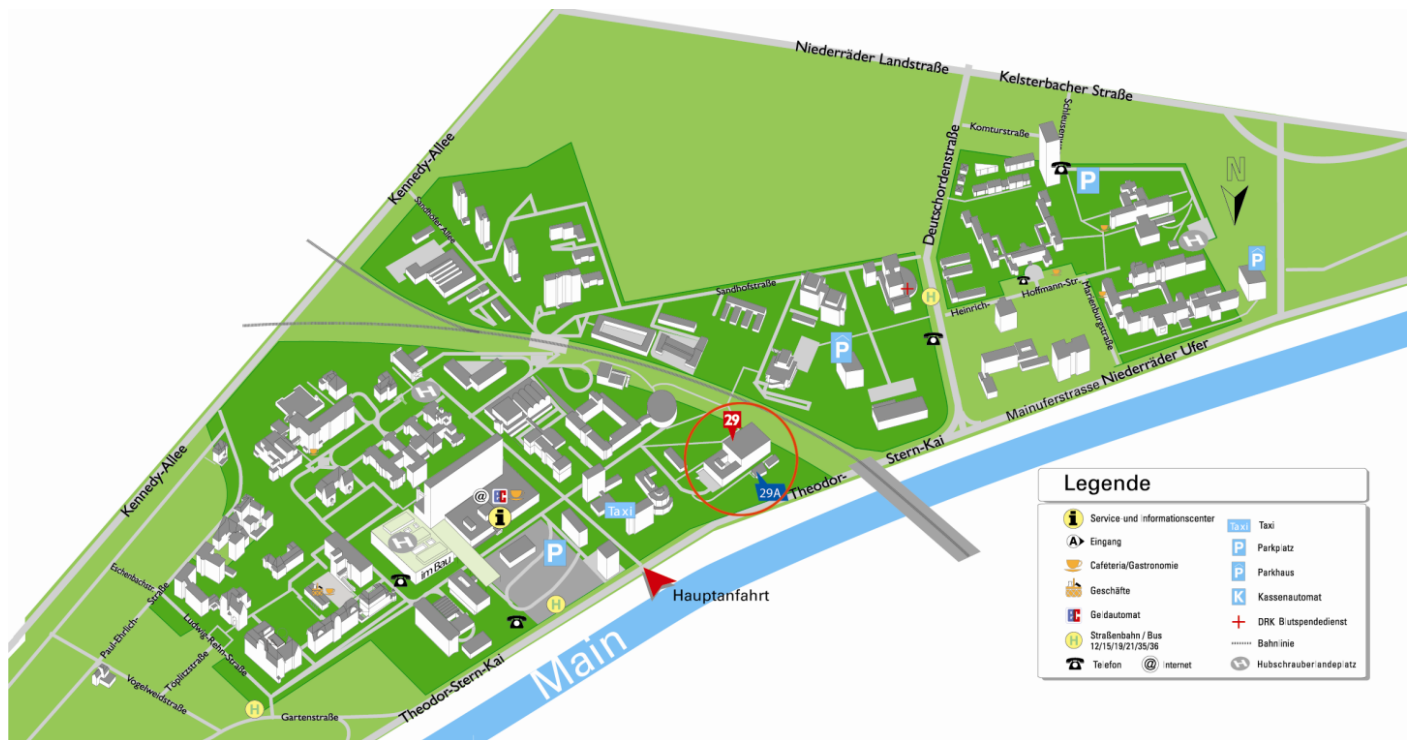 Niederräder Landstraße
Kelsterbacher Straße
Kennedy-Allee
Deutschordenstraße
Komturstraße
P
N
Sandhofer Allee
H
P
Sandhofstraße
H
Heinrich-
Hoffmann-Str.
Marienburgstraße
P
Mainuferstrasse Niederräder Ufer
H
29
Theodor-
Stern-Kai
29A
Kennedy-Allee
@
i
Taxi
H
im Bau
P
Hauptanfahrt
Main
H
Eschenbachstr.
Paul-Ehrlich-
Straße
Ludwig-Rehn-Straße
Töplitzstraße
Vogelweidstraße
H
Gartenstraße
Theodor-Stern-Kai
Legende
i Service-und Informationscenter
A Eingang
Cafeteria/Gastronomie
Geschäfte
Geldautomat
H Straßenbahn / Bus
12/15/19/21/35/36
Telefon @ Internet
Taxi Taxi
P Parkplatz
P Parkhaus
K Kassenautomat
DRK Blutspendedienst
Bahnlinie
H Hubschrauberlandeplatz